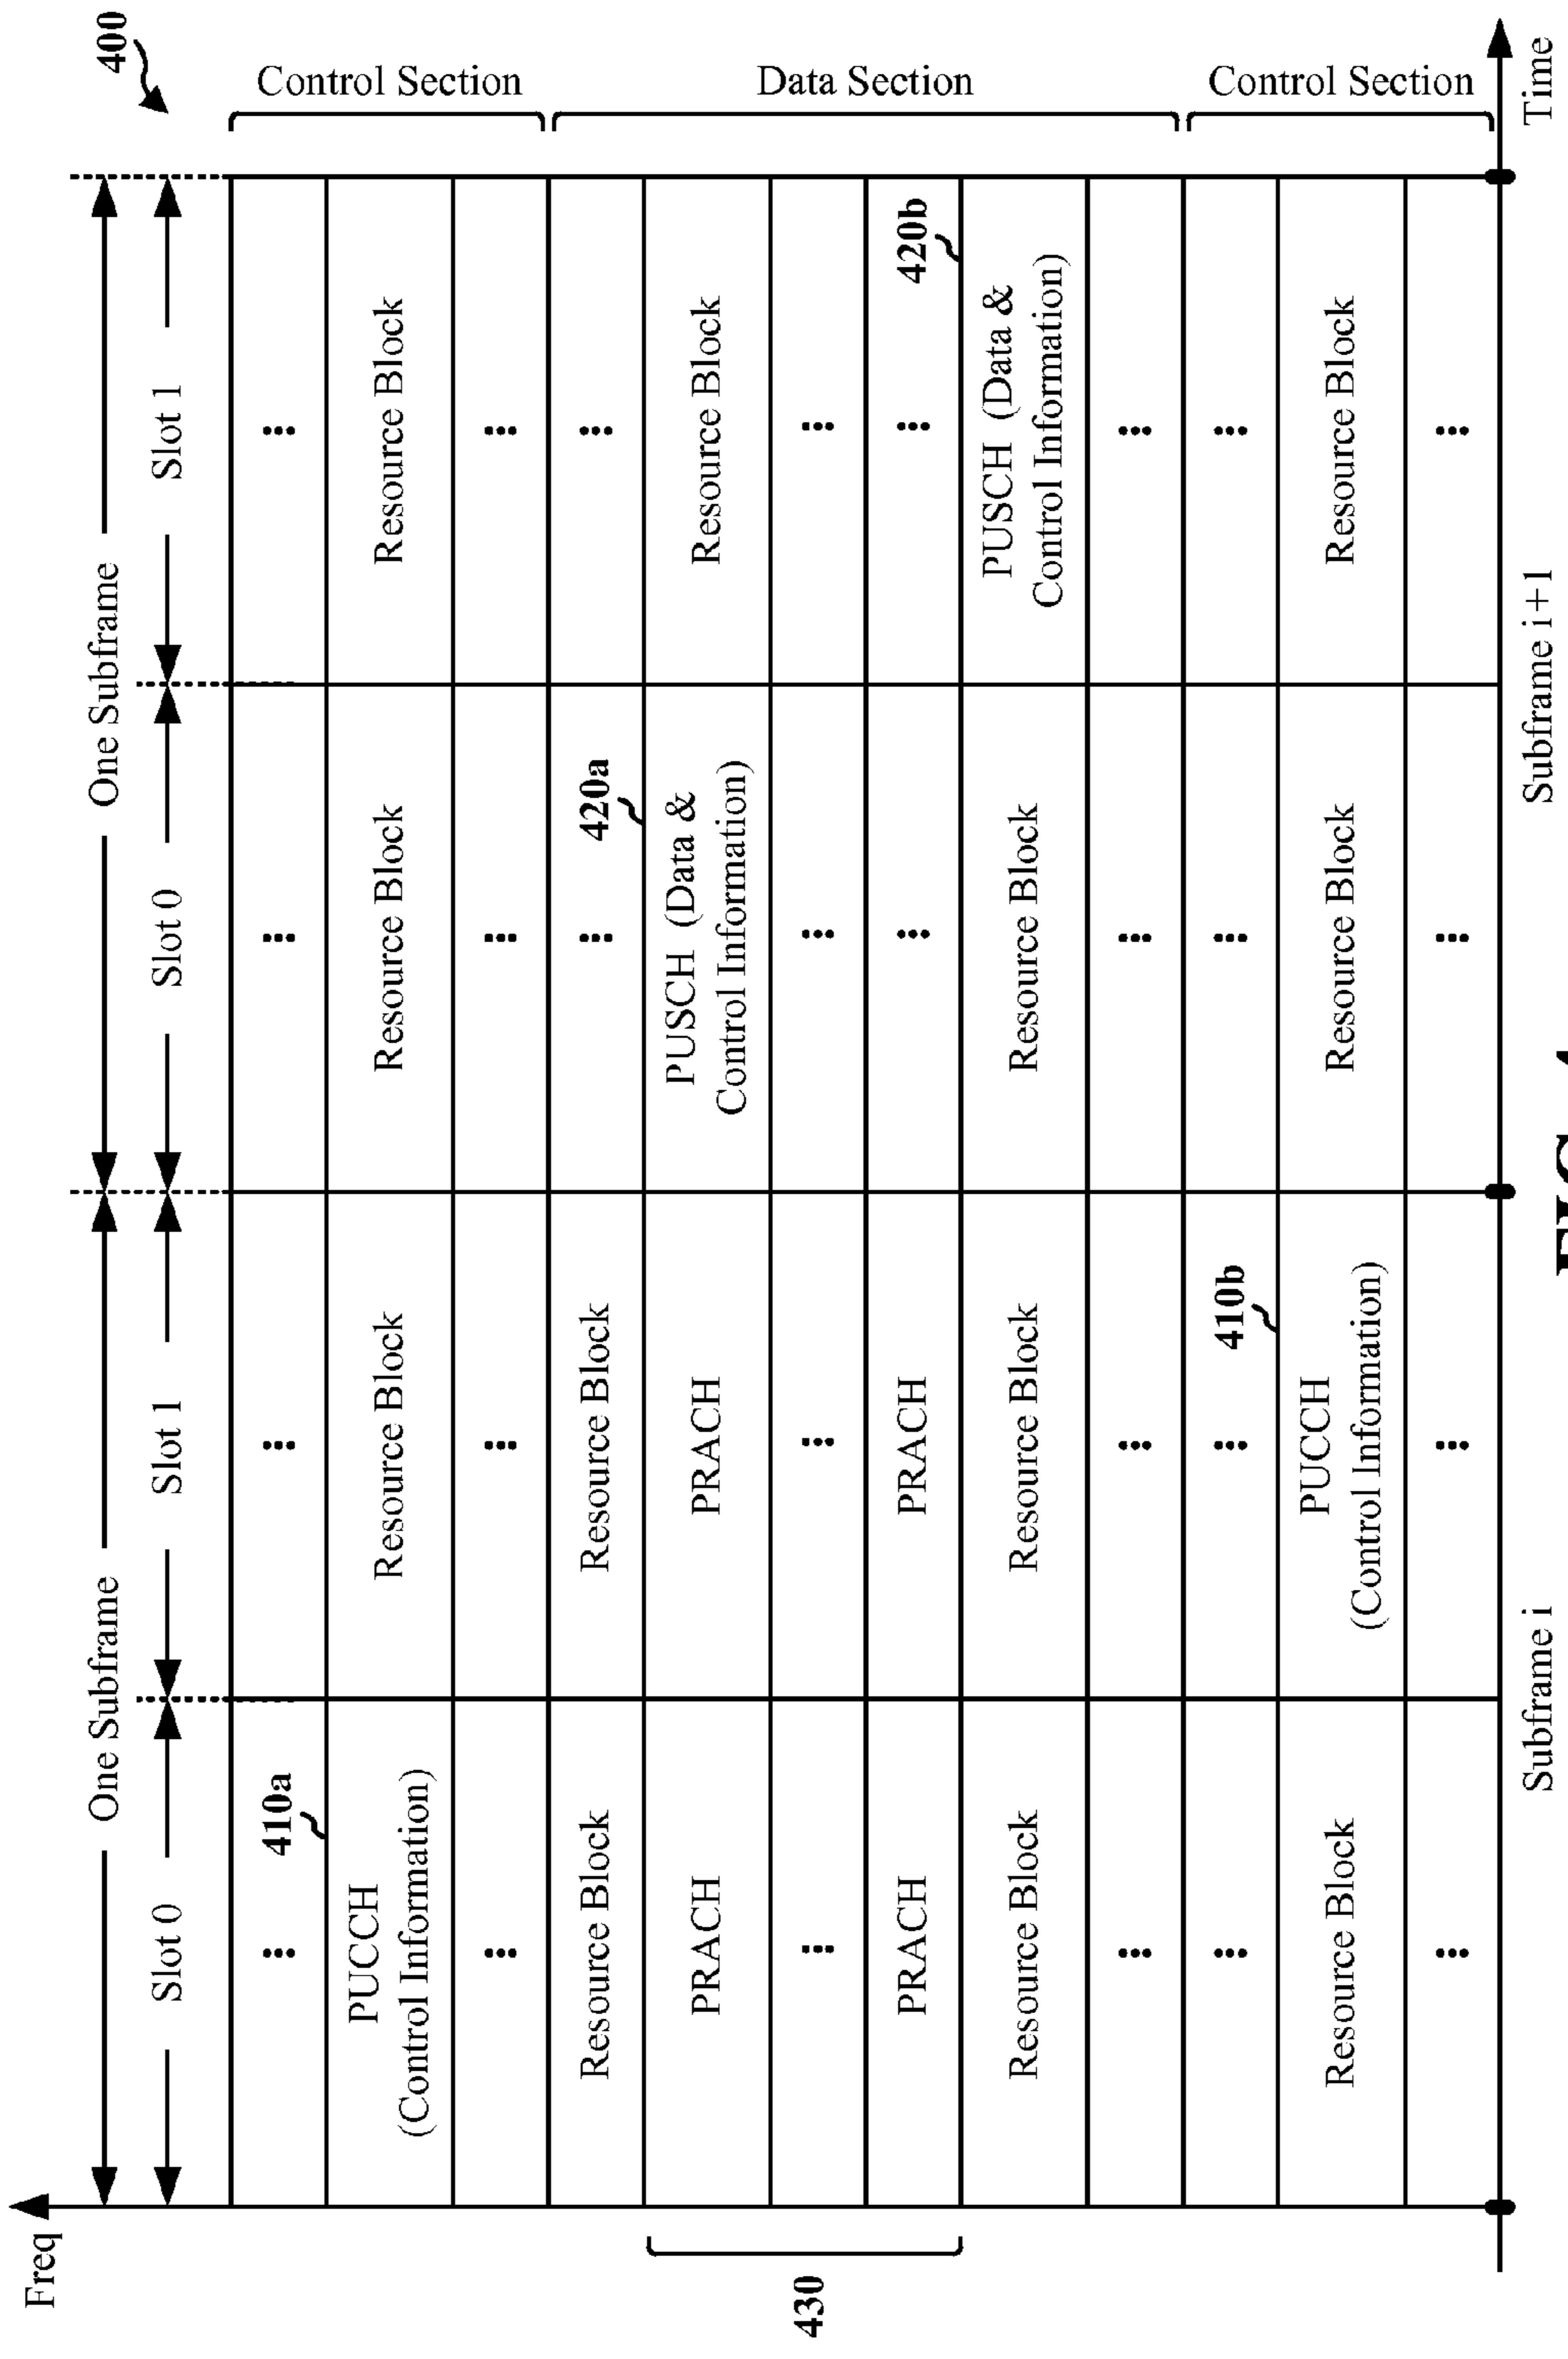 400
Freq
One Subframe
One Subframe
Slot 0
Slot 1
Slot 0
Slot 1
...
410a
...
...
...
PUCCH
(Control Information)
Resource Block
Resource Block
Resource Block
Control Section
...
...
...
...
Resource Block
Resource Block
...
420a
...
PRACH
PRACH
PUSCH (Data &
Control Information)
Resource Block
430
...
...
...
...
Data Section
PRACH
PRACH
...
...
420b
Resource Block
Resource Block
Resource Block
PUSCH (Data &
Control Information)
...
...
...
...
...
...
410b
...
...
Resource Block
PUCCH
(Control Information)
Resource Block
Resource Block
Control Section
...
...
...
...
Subframe i
Subframe i+1
Time